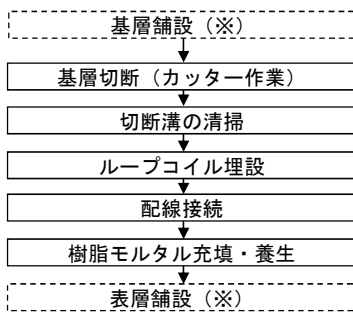 基層舗設（※）
基層切断（カッター作業）
切断溝の清掃
ループコイル埋設
配線接続
樹脂モルタル充填・養生
表層舗設（※）